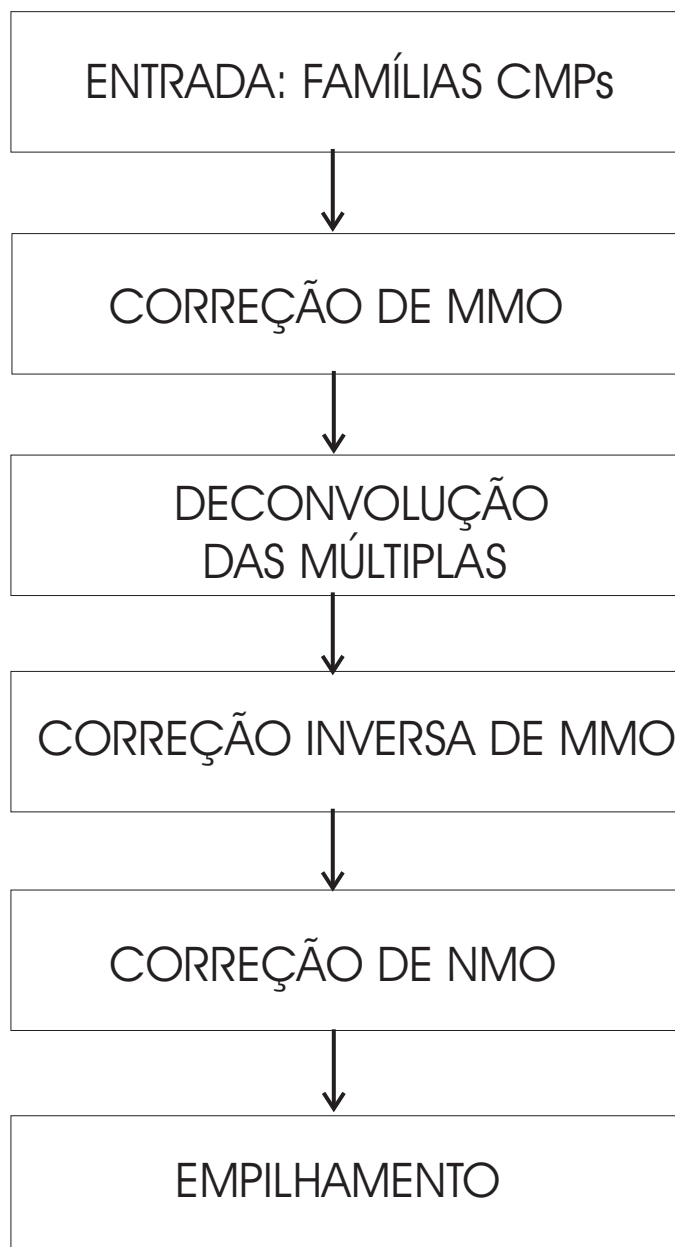 ENTRADA: FAMÍLIAS CMPs
CORREÇÃO DE MMO
DECONVOLUÇÃO
DAS MÚLTIPLAS
CORREÇÃO INVERSA DE MMO
CORREÇÃO DE NMO
EMPILHAMENTO